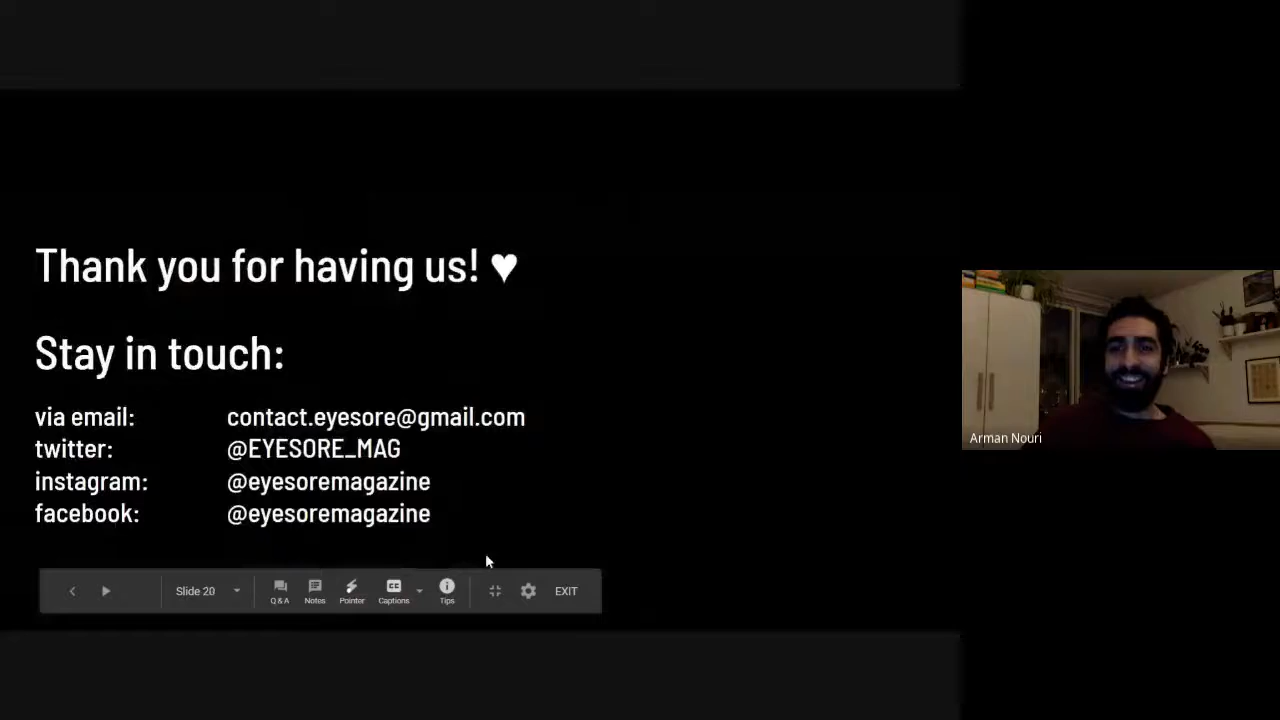 Thank you for having us! ♥
Stay in touch:
via email: contact.eyesore@gmail.com
twitter: @EYESORE_MAG
instagram: @eyesoremagazine
facebook: @eyesoremagazine
Slide 20
Q & A
Notes
Pointer
Captions
Tips
EXIT
Arman Nouri